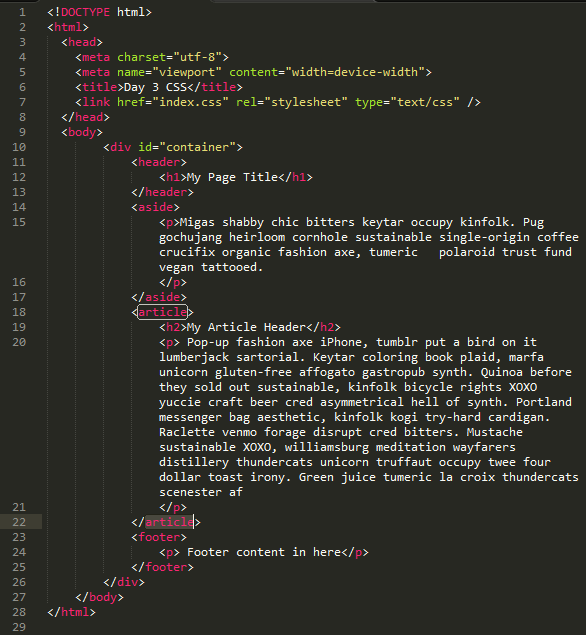 1 <!DOCTYPE html>
2 <html>
3 <head>
4 <meta charset="utf-8">
5 <meta name="viewport" content="width=device-width">
6 <title>Day 3 CSS</title>
7 <link href="index.css" rel="stylesheet" type="text/css" />
8 </head>
9 <body>
10 <div id="container">
11 <header>
12 <h1>My Page Title</h1>
13 </header>
14 <aside>
15 <p>Migas shabby chic bitters keytar occupy kinfolk. Pug
gochujang heirloom cornhole sustainable single-origin coffee
crucifix organic fashion axe, tumeric   polaroid trust fund
vegan tattooed.
16 </p>
17 </aside>
18 <article>
19 <h2>My Article Header</h2>
20 <p> Pop-up fashion axe iPhone, tumblr put a bird on it
lumberjack sartorial. Keytar coloring book plaid, marfa
unicorn gluten-free affogato gastropub synth. Quinoa before
they sold out sustainable, kinfolk bicycle rights XOXO
yuccie craft beer cred asymmetrical hell of synth. Portland
messenger bag aesthetic, kinfolk kogi try-hard cardigan.
Raclette venmo forage disrupt cred bitters. Mustache
sustainable XOXO, williamsburg meditation wayfarers
distillery thundercats unicorn truffaut occupy twee four
dollar toast irony. Green juice tumeric la croix thundercats
scenester af
21 </p>
22 </article>
23 <footer>
24 <p> Footer content in here</p>
25 </footer>
26 </div>
27 </body>
28 </html>
29